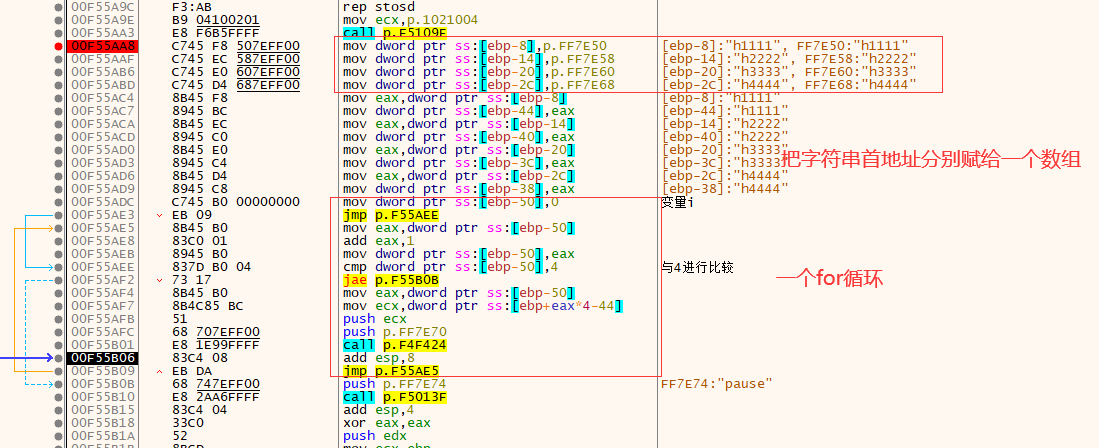 00F55A9C F3:AB rep stosd
00F55A9E B9 04100201 mov ecx,p.1021004
00F55AA3 E8 F6B5FFFF call p.F5109E
00F55AA8 C745 F8 507EFF00 mov dword ptr ss:[ebp-8],p.FF7E50 [ebp-8]:"h1111", FF7E50:"h1111"
00F55AAF C745 EC 587EFF00 mov dword ptr ss:[ebp-14],p.FF7E58 [ebp-14]:"h2222", FF7E58:"h2222"
00F55AB6 C745 E0 607EFF00 mov dword ptr ss:[ebp-20],p.FF7E60 [ebp-20]:"h3333", FF7E60:"h3333"
00F55ABD C745 D4 687EFF00 mov dword ptr ss:[ebp-2C],p.FF7E68 [ebp-2C]:"h4444", FF7E68:"h4444"
00F55AC4 8B45 F8 mov eax,dword ptr ss:[ebp-8] [ebp-8]:"h1111"
00F55AC7 8945 BC mov dword ptr ss:[ebp-44],eax [ebp-44]:"h1111"
00F55ACA 8B45 EC mov eax,dword ptr ss:[ebp-14] [ebp-14]:"h2222"
00F55ACD 8945 C0 mov dword ptr ss:[ebp-40],eax [ebp-40]:"h2222"
00F55AD0 8B45 E0 mov eax,dword ptr ss:[ebp-20] [ebp-20]:"h3333"
00F55AD3 8945 C4 mov dword ptr ss:[ebp-3C],eax [ebp-3C]:"h3333"
把字符串首地址分别赋给一个数组
00F55AD6 8B45 D4 mov eax,dword ptr ss:[ebp-2C] [ebp-2C]:"h4444"
00F55AD9 8945 C8 mov dword ptr ss:[ebp-38],eax [ebp-38]:"h4444"
00F55ADC C745 B0 00000000 mov dword ptr ss:[ebp-50],0 变量i
00F55AE3 EB 09 jmp p.F55AEE
00F55AE5 8B45 B0 mov eax,dword ptr ss:[ebp-50]
00F55AE8 83C0 01 add eax,1
00F55AEB 8945 B0 mov dword ptr ss:[ebp-50],eax
00F55AEE 837D B0 04 cmp dword ptr ss:[ebp-50],4 与4进行比较
00F55AF2 73 17 jae p.F55B0B 一个for循环
00F55AF4 8B45 B0 mov eax,dword ptr ss:[ebp-50]
00F55AF7 8B4C85 BC mov ecx,dword ptr ss:[ebp+eax*4-44]
00F55AFB 51 push ecx
00F55AFC 68 707EFF00 push p.FF7E70
00F55B01 E8 1E99FFFF call p.F4F424
00F55B06 83C4 08 add esp,8
00F55B09 EB DA jmp p.F55AE5
00F55B0B 68 747EFF00 push p.FF7E74 FF7E74:"pause"
00F55B10 E8 2AA6FFFF call p.F5013F
00F55B15 83C4 04 add esp,4
00F55B18 33C0 xor eax,eax
00F55B1A 52 push edx